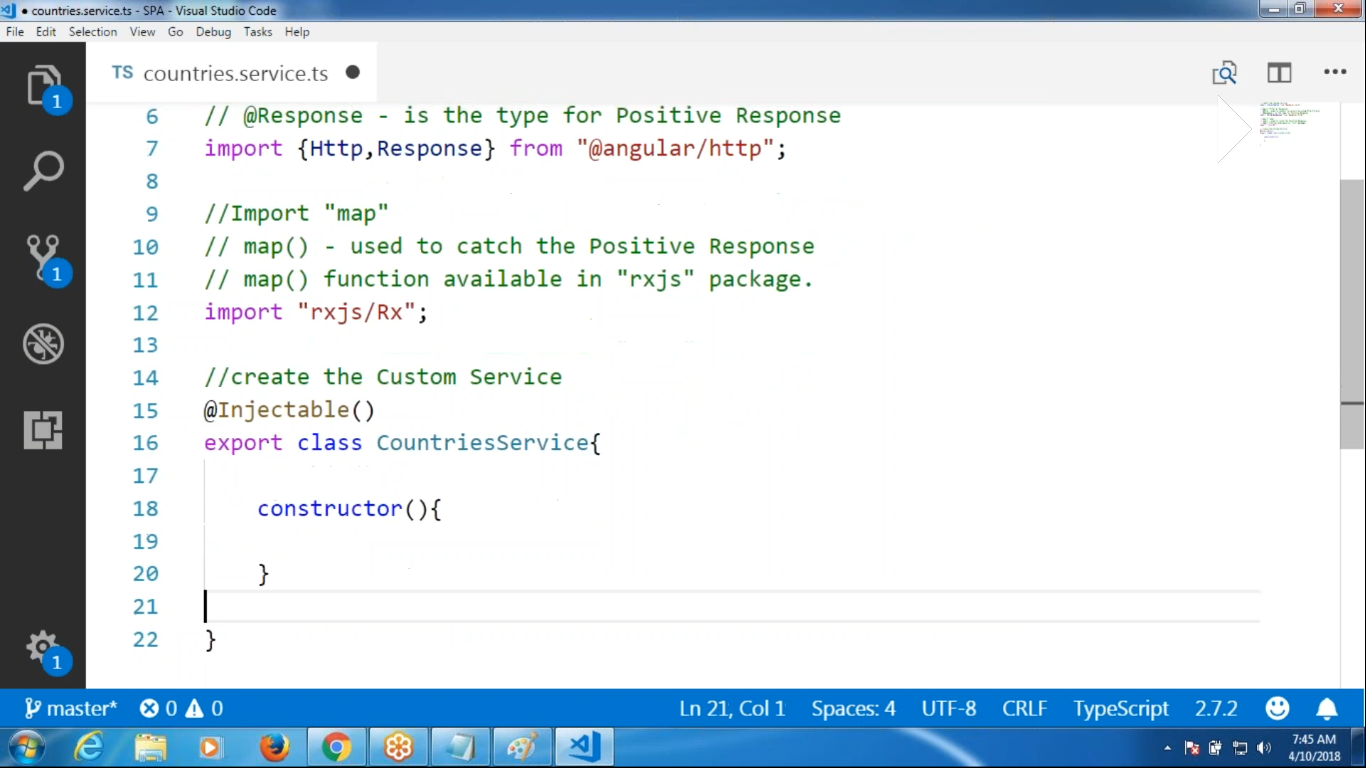 ● countries.service.ts - SPA - Visual Studio Code
File Edit Selection View Go Debug Tasks Help
TS countries.service.ts ●
6 // @Response - is the type for Positive Response
7 import {Http,Response} from "@angular/http";
8
9 //Import "map"
10 // map() - used to catch the Positive Response
11 // map() function available in "rxjs" package.
12 import "rxjs/Rx";
13
14 //create the Custom Service
15 @Injectable()
16 export class CountriesService{
17
18 constructor(){
19
20 }
21
22 }
1
1
1
master* 0 0 Ln 21, Col 1 Spaces: 4 UTF-8 CRLF TypeScript 2.7.2
7:45 AM
4/10/2018